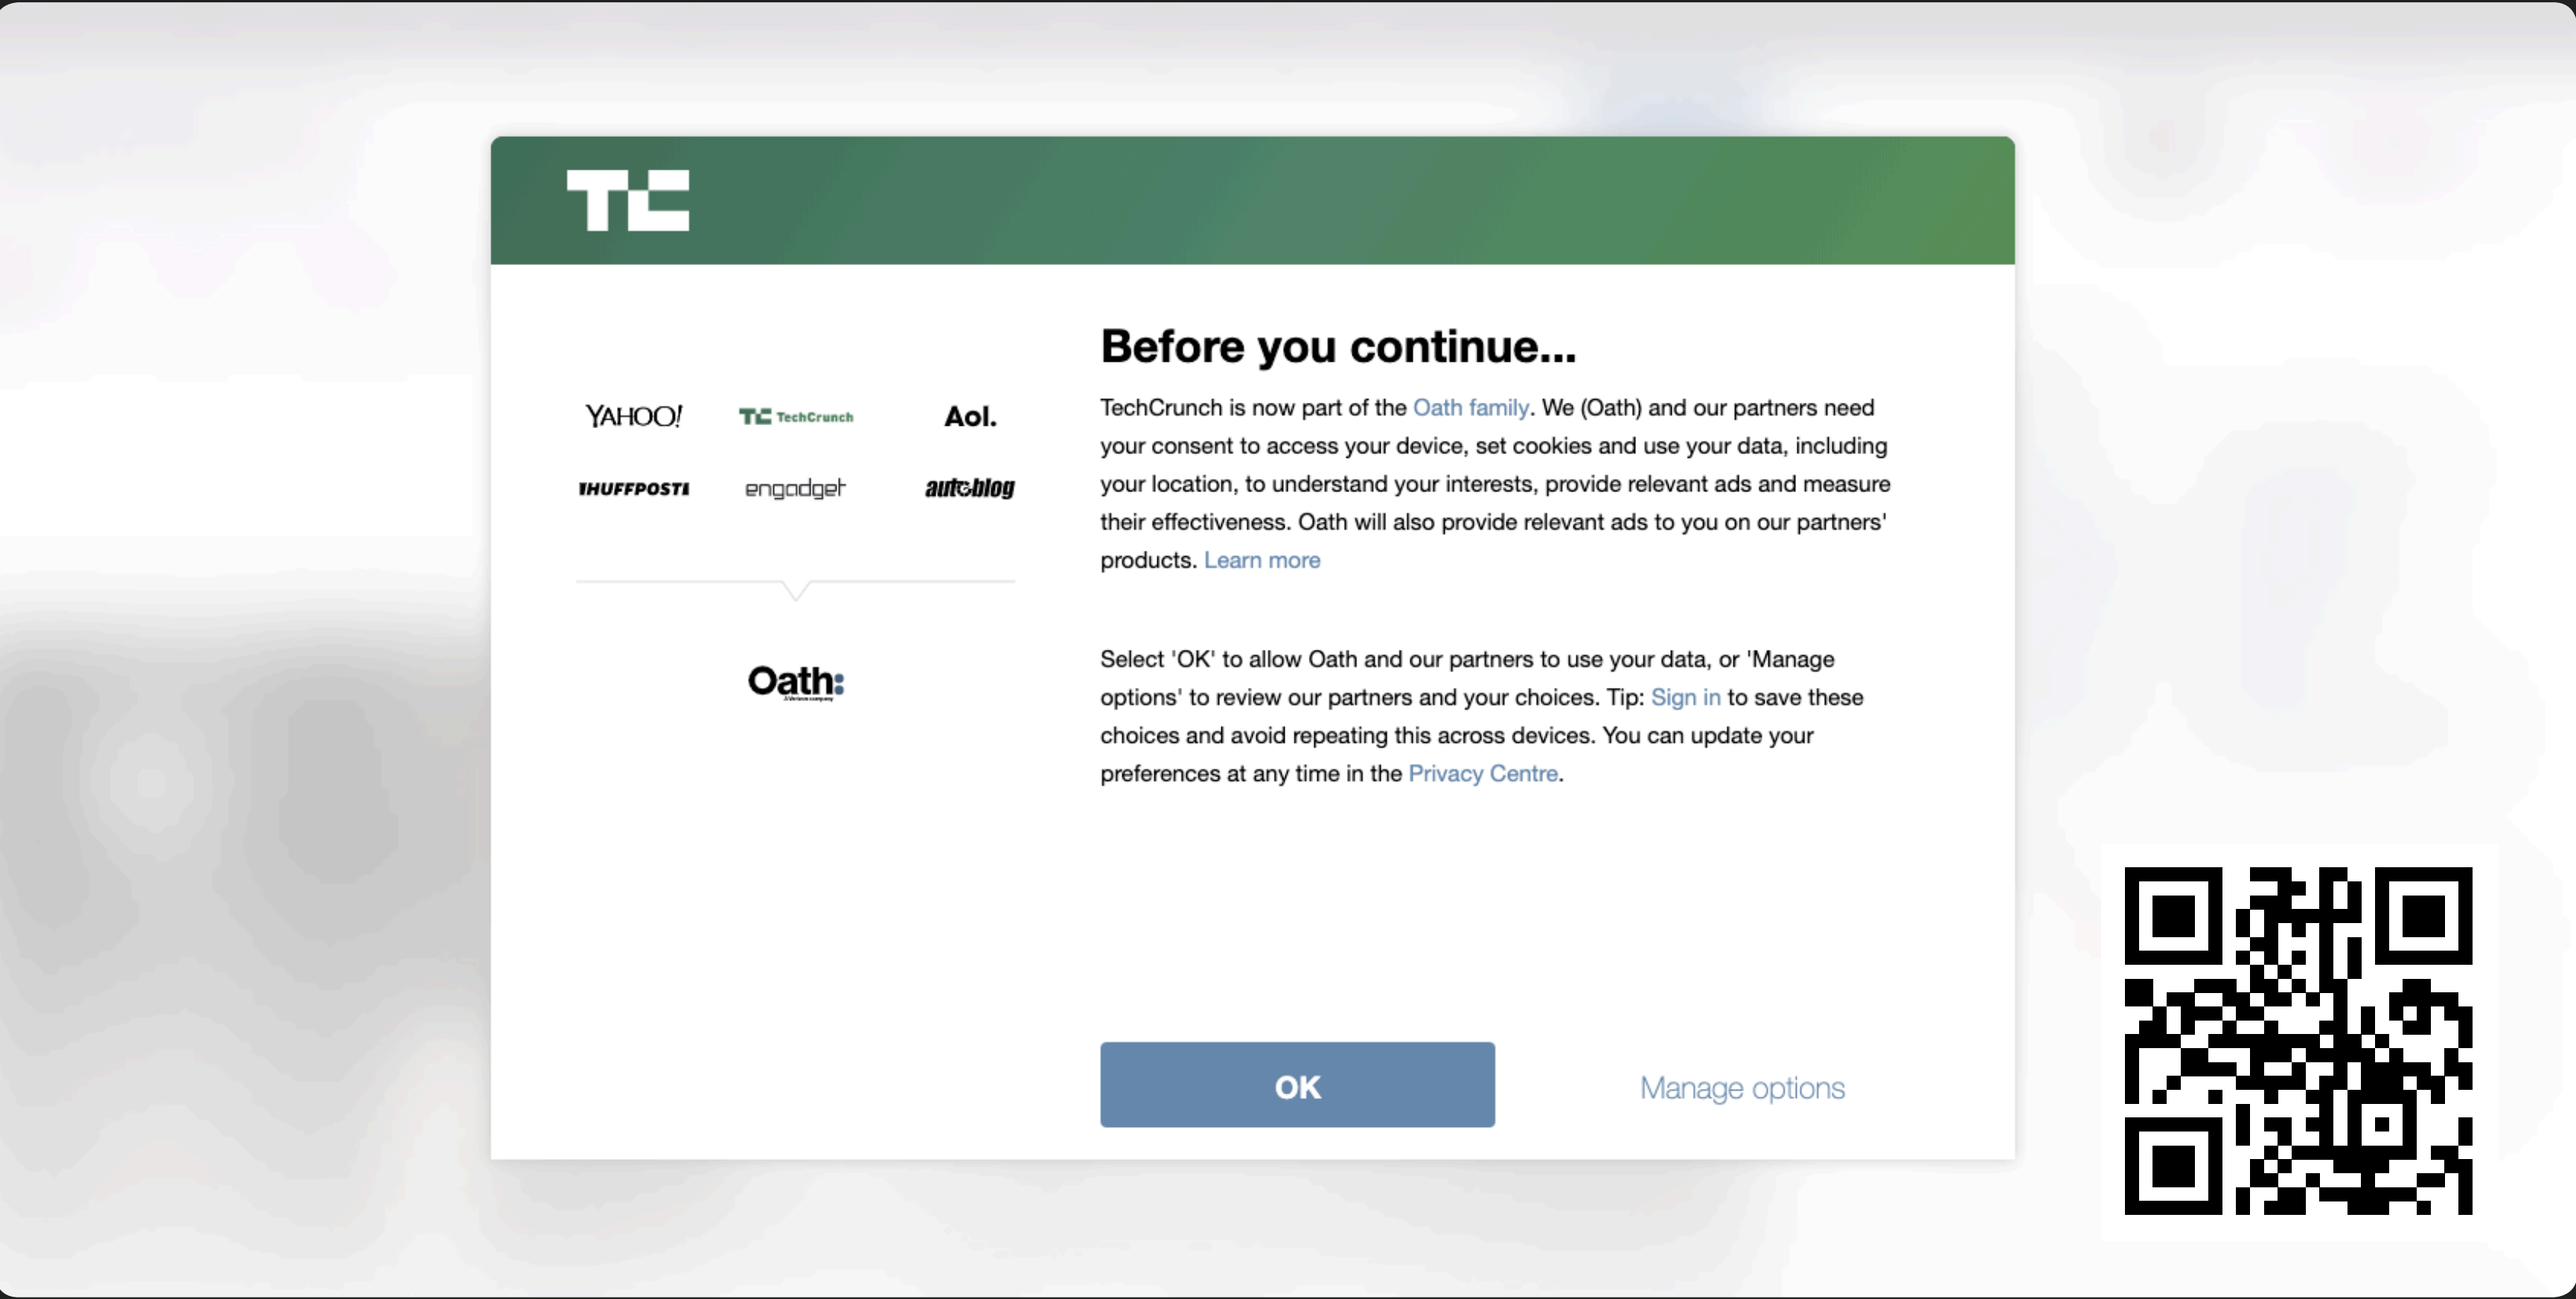 TC
Before you continue...
YAHOO!
TC TechCrunch
Aol.
HUFFPOST
engadget
autoblog
Oath:
TechCrunch is now part of the Oath family. We (Oath) and our partners need
your consent to access your device, set cookies and use your data, including
your location, to understand your interests, provide relevant ads and measure
their effectiveness. Oath will also provide relevant ads to you on our partners'
products. Learn more
Select 'OK' to allow Oath and our partners to use your data, or 'Manage
options' to review our partners and your choices. Tip: Sign in to save these
choices and avoid repeating this across devices. You can update your
preferences at any time in the Privacy Centre.
OK
Manage options